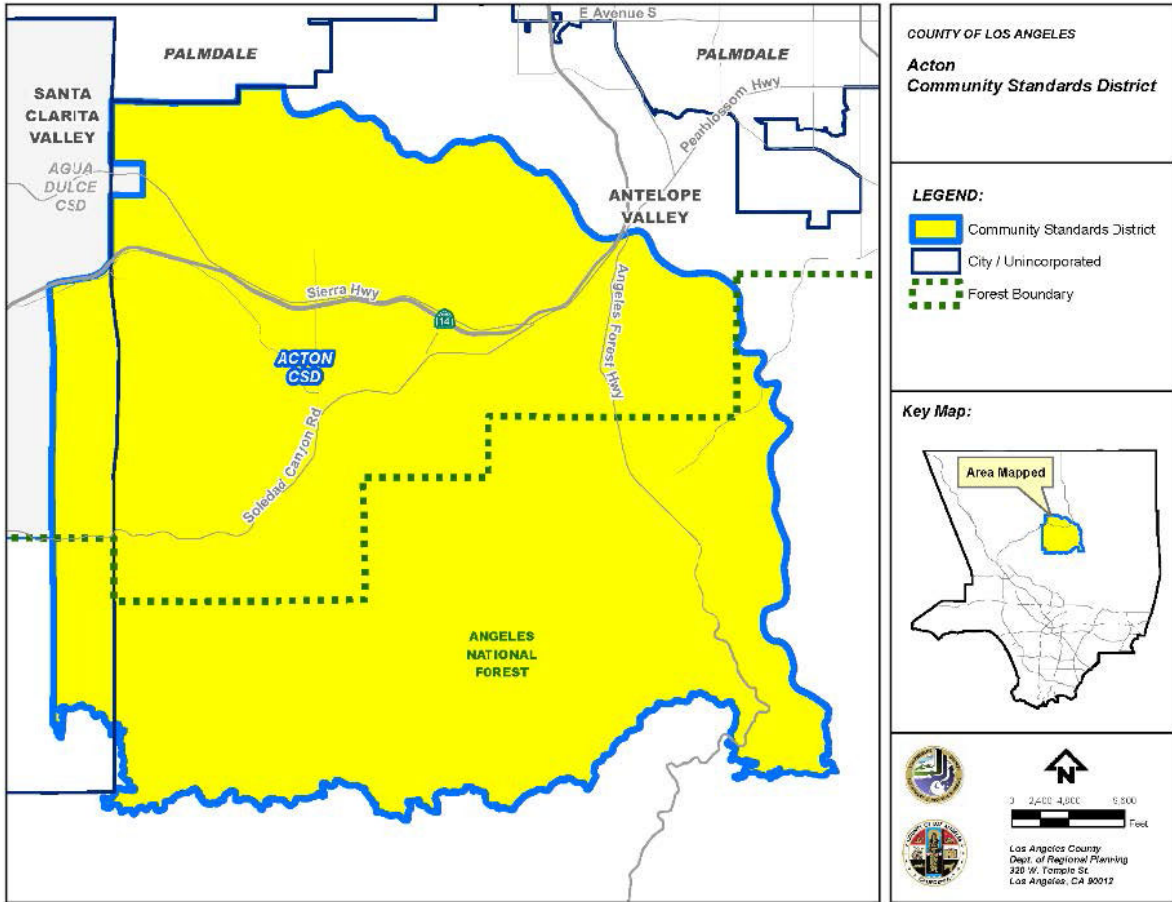 E Avenue S
PALMDALE
PALMDALE
SANTA
CLARITA
VALLEY
Pearblossom Hwy
AGUA
DULCE
CSD
ANTELOPE
VALLEY
Sierra Hwy
14
Angeles Forest Hwy
ACTON
CSD
Soledad Canyon Rd
ANGELES
NATIONAL
FOREST
COUNTY OF LOS ANGELES
Acton
Community Standards District
LEGEND:
Community Standards District
City / Unincorporated
Forest Boundary
Key Map:
Area Mapped
N
0 2,400 4,800 9,600
Feet
Los Angeles County
Dept. of Regional Planning
320 W. Temple St.
Los Angeles, CA 90012